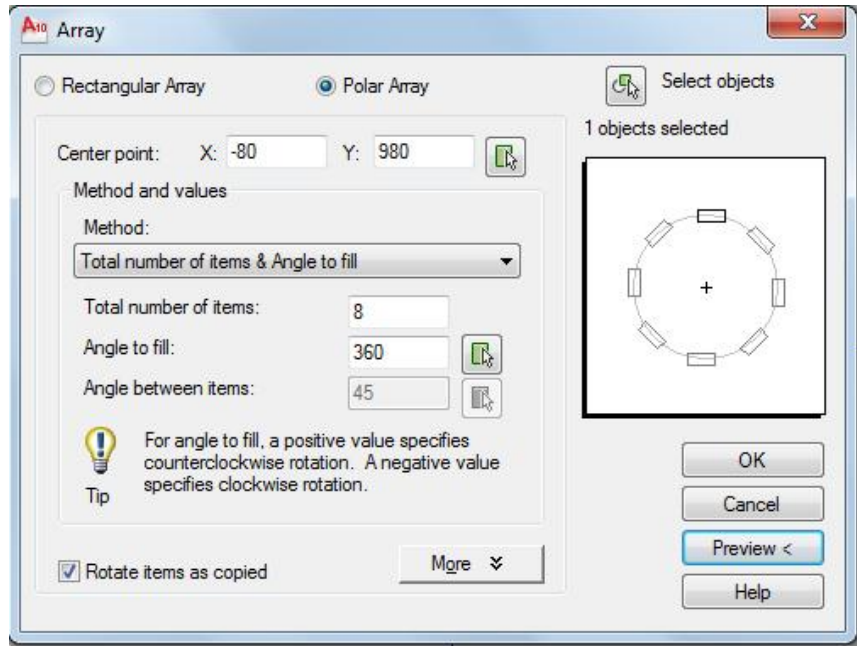 A10 Array
Rectangular Array Polar Array Select objects
1 objects selected
Center point: X: -80 Y: 980
Method and values
Method:
Total number of items & Angle to fill
Total number of items: 8
Angle to fill: 360
Angle between items: 45
For angle to fill, a positive value specifies
counterclockwise rotation. A negative value
specifies clockwise rotation.
Tip
OK
Cancel
Preview <
Help
Rotate items as copied More